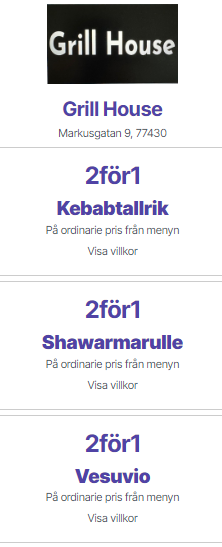 Grill House
Grill House
Markusgatan 9, 77430
2för1
Kebabtallrik
På ordinarie pris från menyn
Visa villkor
2för1
Shawarmarulle
På ordinarie pris från menyn
Visa villkor
2för1
Vesuvio
På ordinarie pris från menyn
Visa villkor